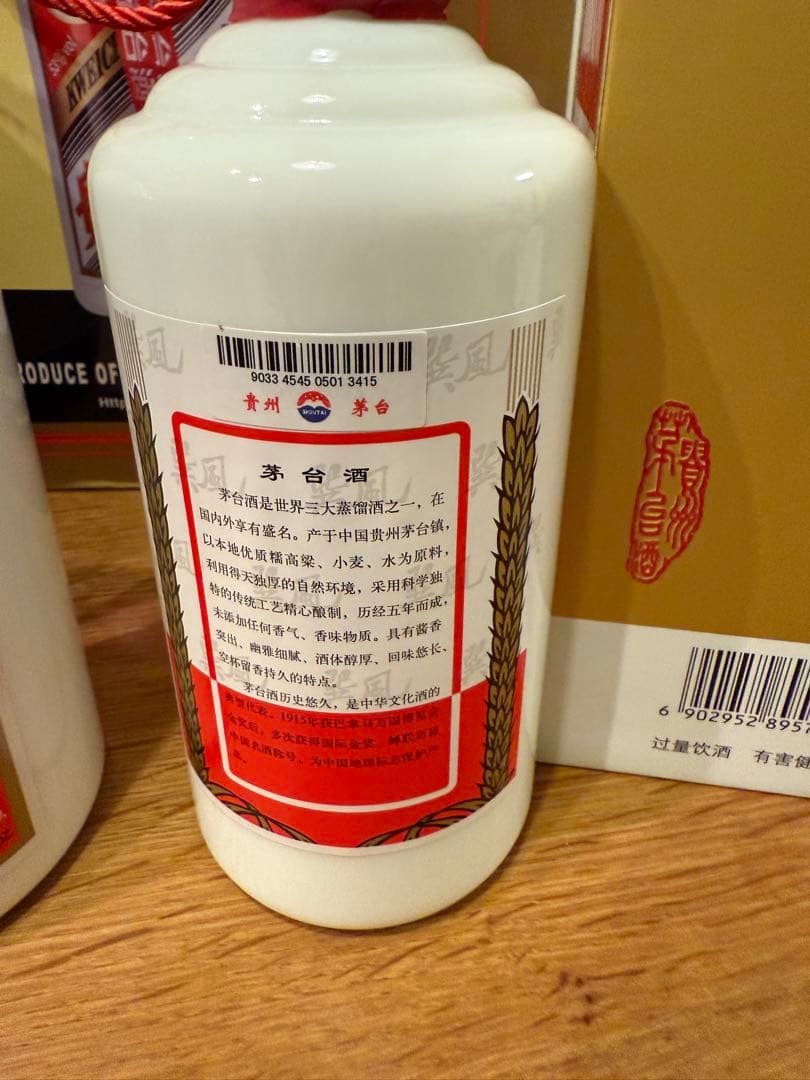 KWEICH
PRODUCE OF
9033 4545 0501 3415
贵州 MOUTAI 茅台
茅台酒
茅台酒是世界三大蒸馏酒之一，在
国内外享有盛名。产于中国贵州茅台镇，
以本地优质糯高粱、小麦、水为原料，
利用得天独厚的自然环境，采用科学独
特的传统工艺精心酿制，历经五年而成，
未添加任何香气、香味物质。具有酱香
突出、幽雅细腻、酒体醇厚、回味悠长、
空杯留香持久的特点。
茅台酒历史悠久，是中华文化酒的
典型代表。1915年获巴拿马万国博览会
金奖后，多次获得国际金奖，蝉联历届
中国名酒称号，为中国地理标志保护产
品。
贵州茅台酒
6 902952 8957
过量饮酒 有害健